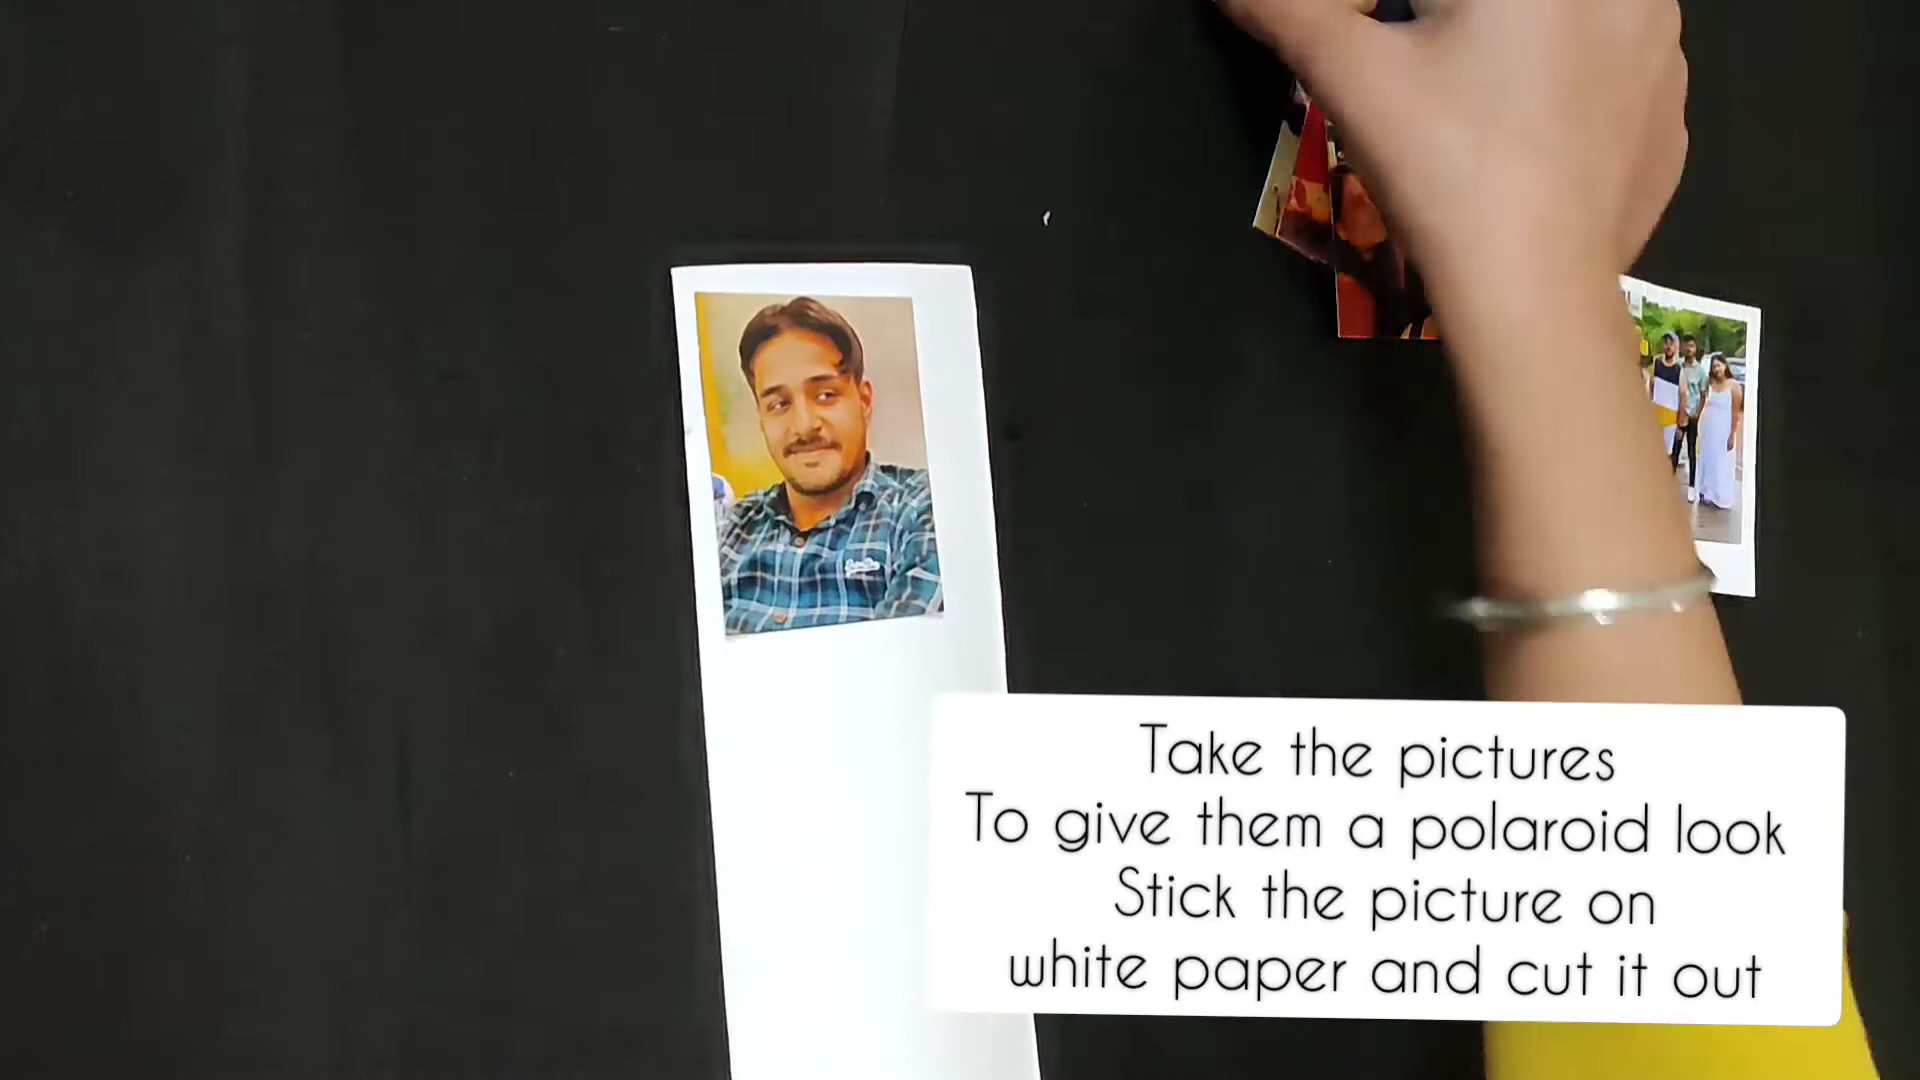 Take the pictures
To give them a polaroid look
Stick the picture on
white paper and cut it out